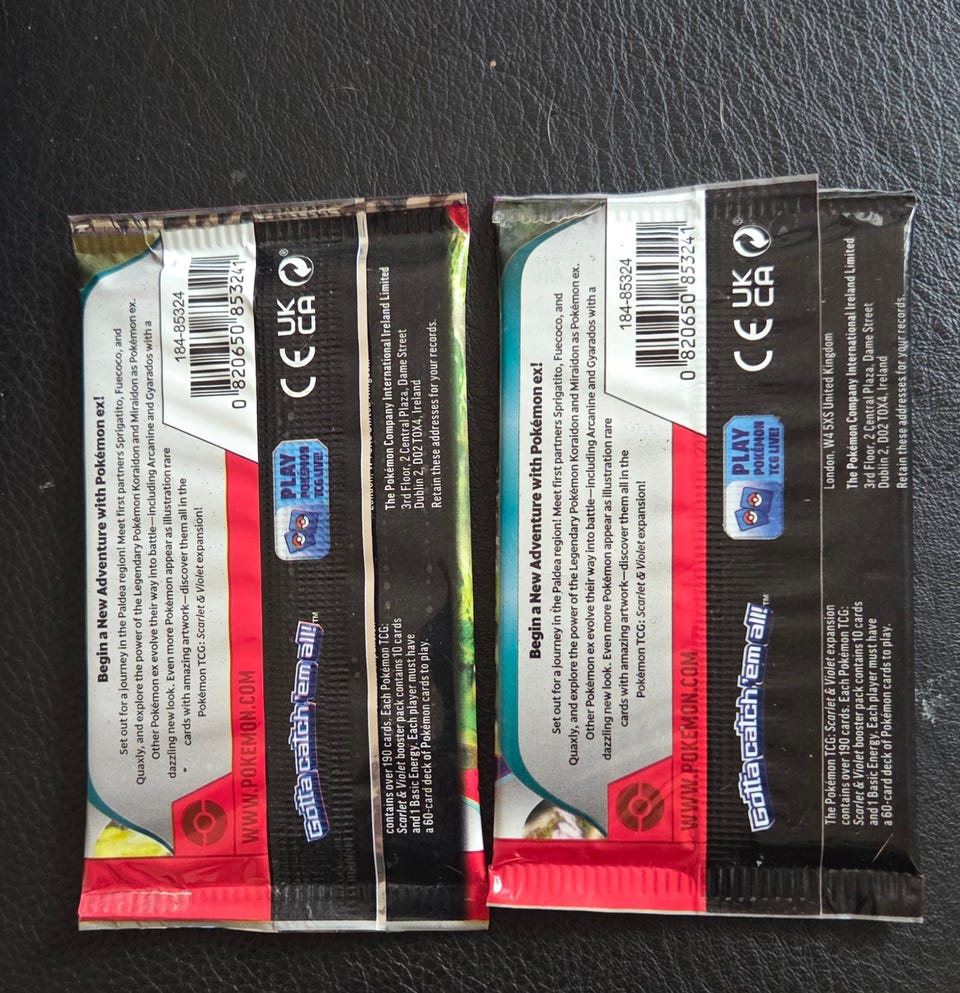 Begin a New Adventure with Pokémon ex!
Set out for a journey in the Paldea region! Meet first partners Sprigatito, Fuecoco, and
Quaxly, and explore the power of the Legendary Pokémon Koraidon and Miraidon as Pokémon ex.
Other Pokémon ex evolve their way into battle—including Arcanine and Gyarados with a
dazzling new look. Even more Pokémon appear as illustration rare
cards with amazing artwork—discover them all in the
Pokémon TCG: Scarlet & Violet expansion!
184-85324
0 820650 853241
WWW.POKEMON.COM
Gotta catch 'em all!™
PLAY
POKÉMON
TCG LIVE!
CE UK
CA
®
contains over 190 cards. Each Pokémon TCG:
Scarlet & Violet booster pack contains 10 cards
and 1 Basic Energy. Each player must have
a 60-card deck of Pokémon cards to play.
The Pokémon Company International Ireland Limited
3rd Floor, 2 Central Plaza, Dame Street
Dublin 2, D02 T0X4, Ireland
Retain these addresses for your records.
Begin a New Adventure with Pokémon ex!
Set out for a journey in the Paldea region! Meet first partners Sprigatito, Fuecoco, and
Quaxly, and explore the power of the Legendary Pokémon Koraidon and Miraidon as Pokémon ex.
Other Pokémon ex evolve their way into battle—including Arcanine and Gyarados with a
dazzling new look. Even more Pokémon appear as illustration rare
cards with amazing artwork—discover them all in the
Pokémon TCG: Scarlet & Violet expansion!
184-85324
0 820650 853241
WWW.POKEMON.COM
Gotta catch 'em all!™
PLAY
POKÉMON
TCG LIVE!
CE UK
CA
®
The Pokémon TCG: Scarlet & Violet expansion
contains over 190 cards. Each Pokémon TCG:
Scarlet & Violet booster pack contains 10 cards
and 1 Basic Energy. Each player must have
a 60-card deck of Pokémon cards to play.
London, W4 5XS United Kingdom
The Pokémon Company International Ireland Limited
3rd Floor, 2 Central Plaza, Dame Street
Dublin 2, D02 T0X4, Ireland
Retain these addresses for your records.